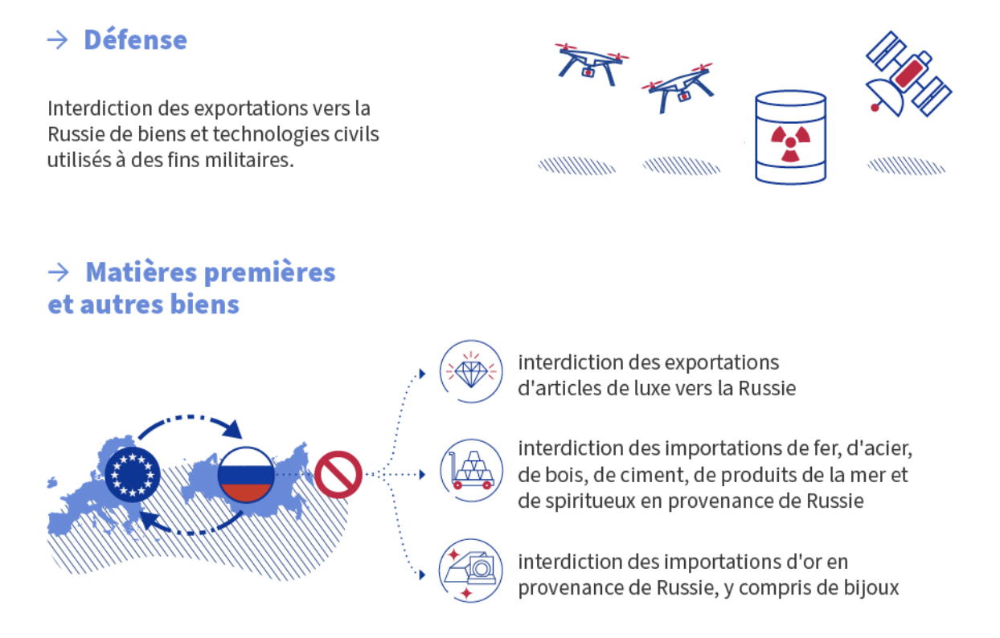 → Défense
Interdiction des exportations vers la
Russie de biens et technologies civils
utilisés à des fins militaires.
→ Matières premières
et autres biens
interdiction des exportations
d'articles de luxe vers la Russie
interdiction des importations de fer, d'acier,
de bois, de ciment, de produits de la mer et
de spiritueux en provenance de Russie
interdiction des importations d'or en
provenance de Russie, y compris de bijoux